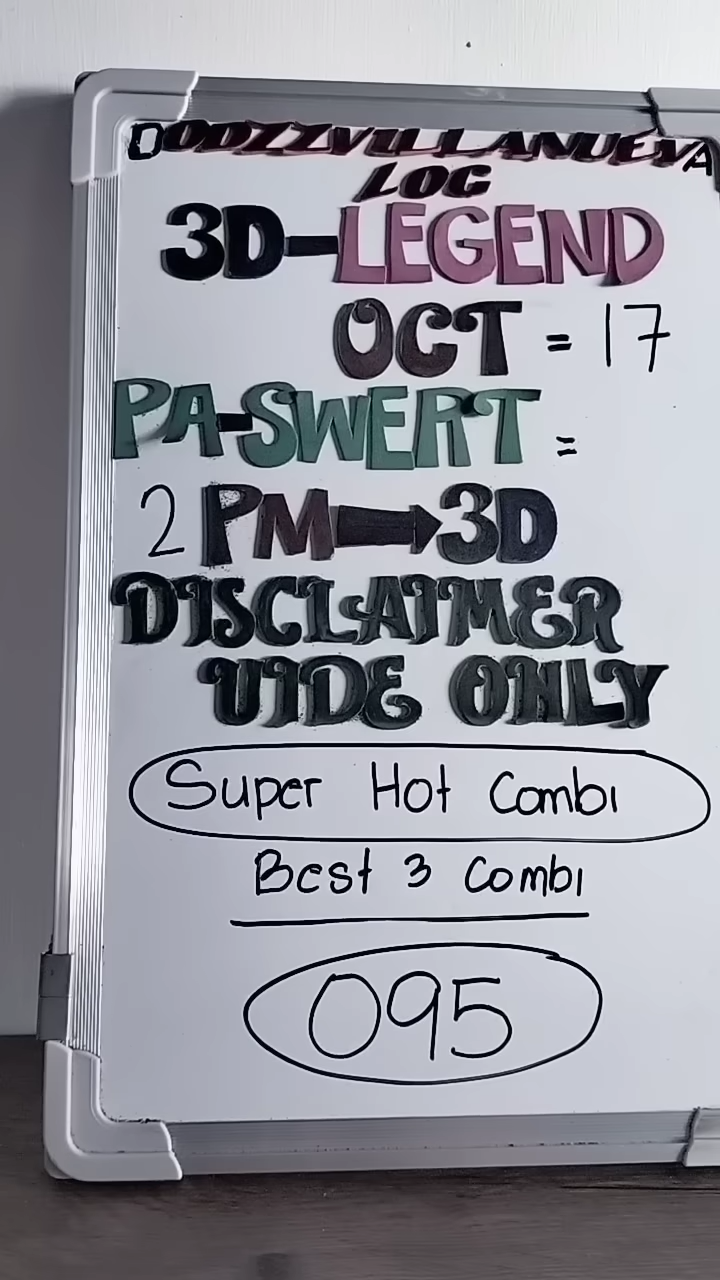 DODZZVILLANUEVA
LOG
3D-LEGEND
OCT = 17
PA-SWERT =
2 PM➡3D
DISCLAIMER
VIDE ONLY
Super Hot Combi
Best 3 Combi
095